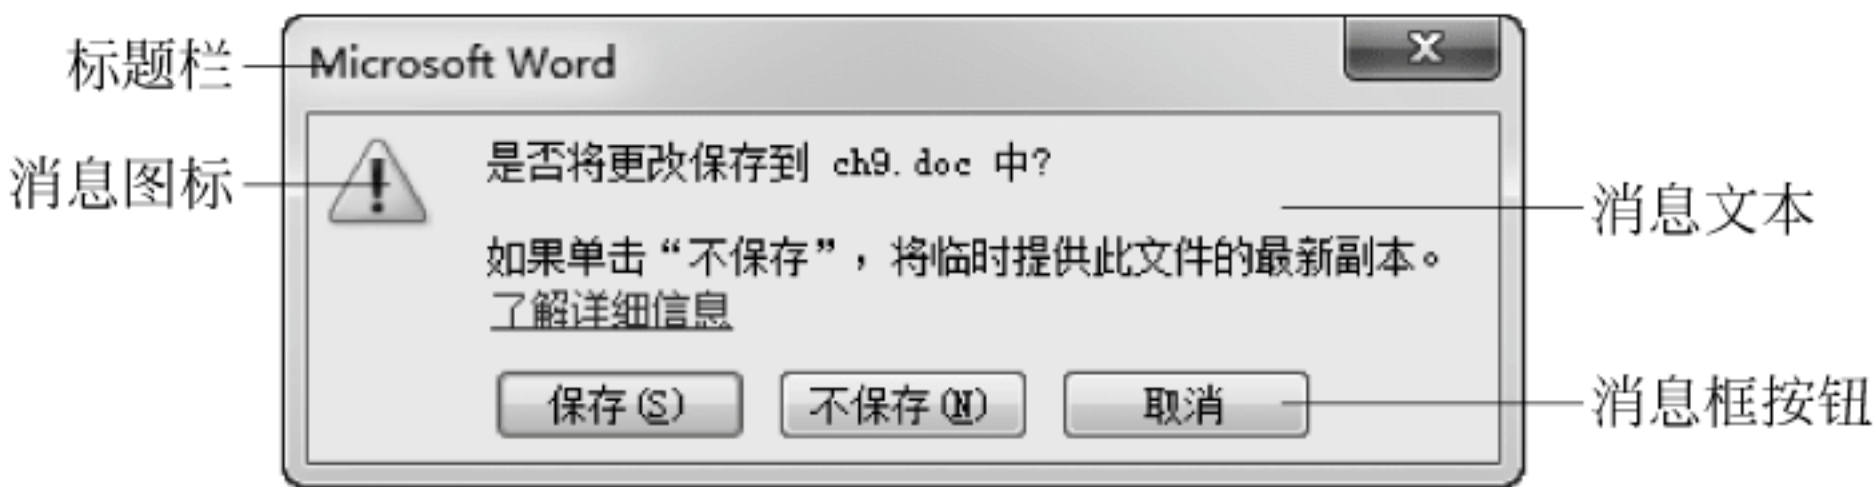 标题栏
Microsoft Word
消息图标
是否将更改保存到 ch9.doc 中?
消息文本
如果单击“不保存”，将临时提供此文件的最新副本。
了解详细信息
保存(S)
不保存(N)
取消
消息框按钮